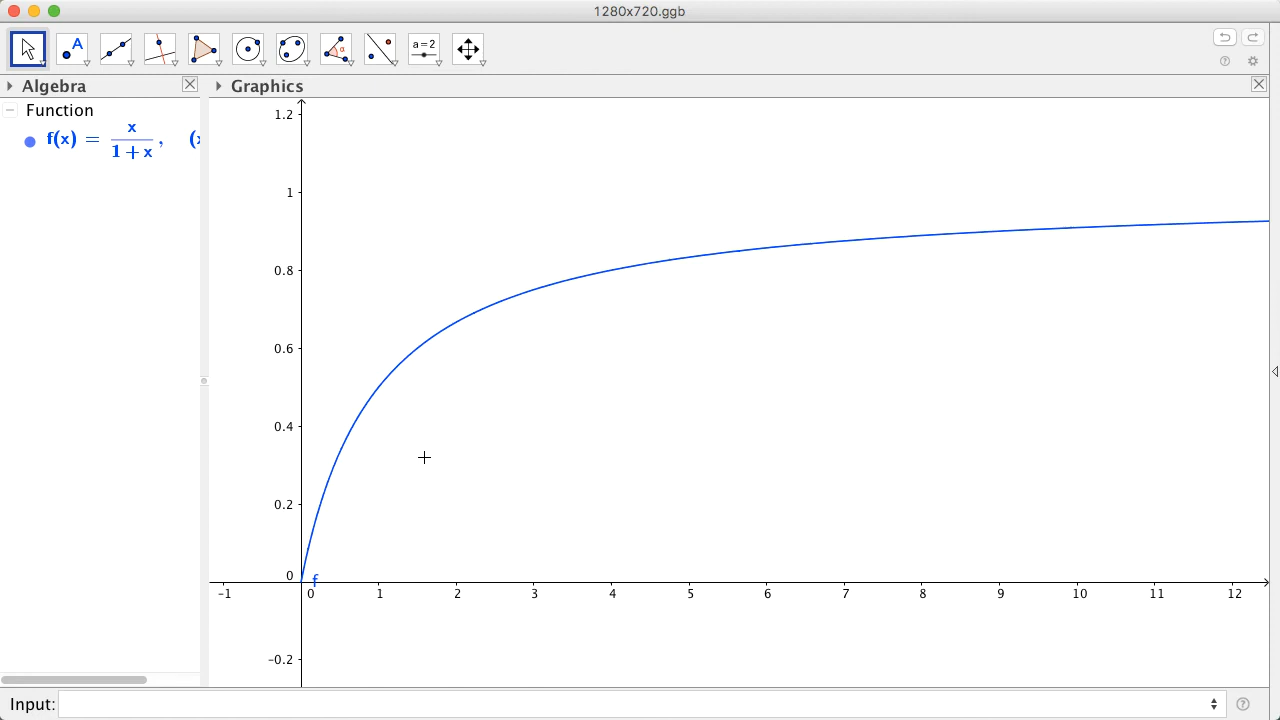 1280x720.ggb
A
α
a=2
Algebra
Graphics
Function
f(x) = x/(1+x), (x
1.2
1
0.8
0.6
0.4
0.2
0
-0.2
f
-1 0 1 2 3 4 5 6 7 8 9 10 11 12
Input: